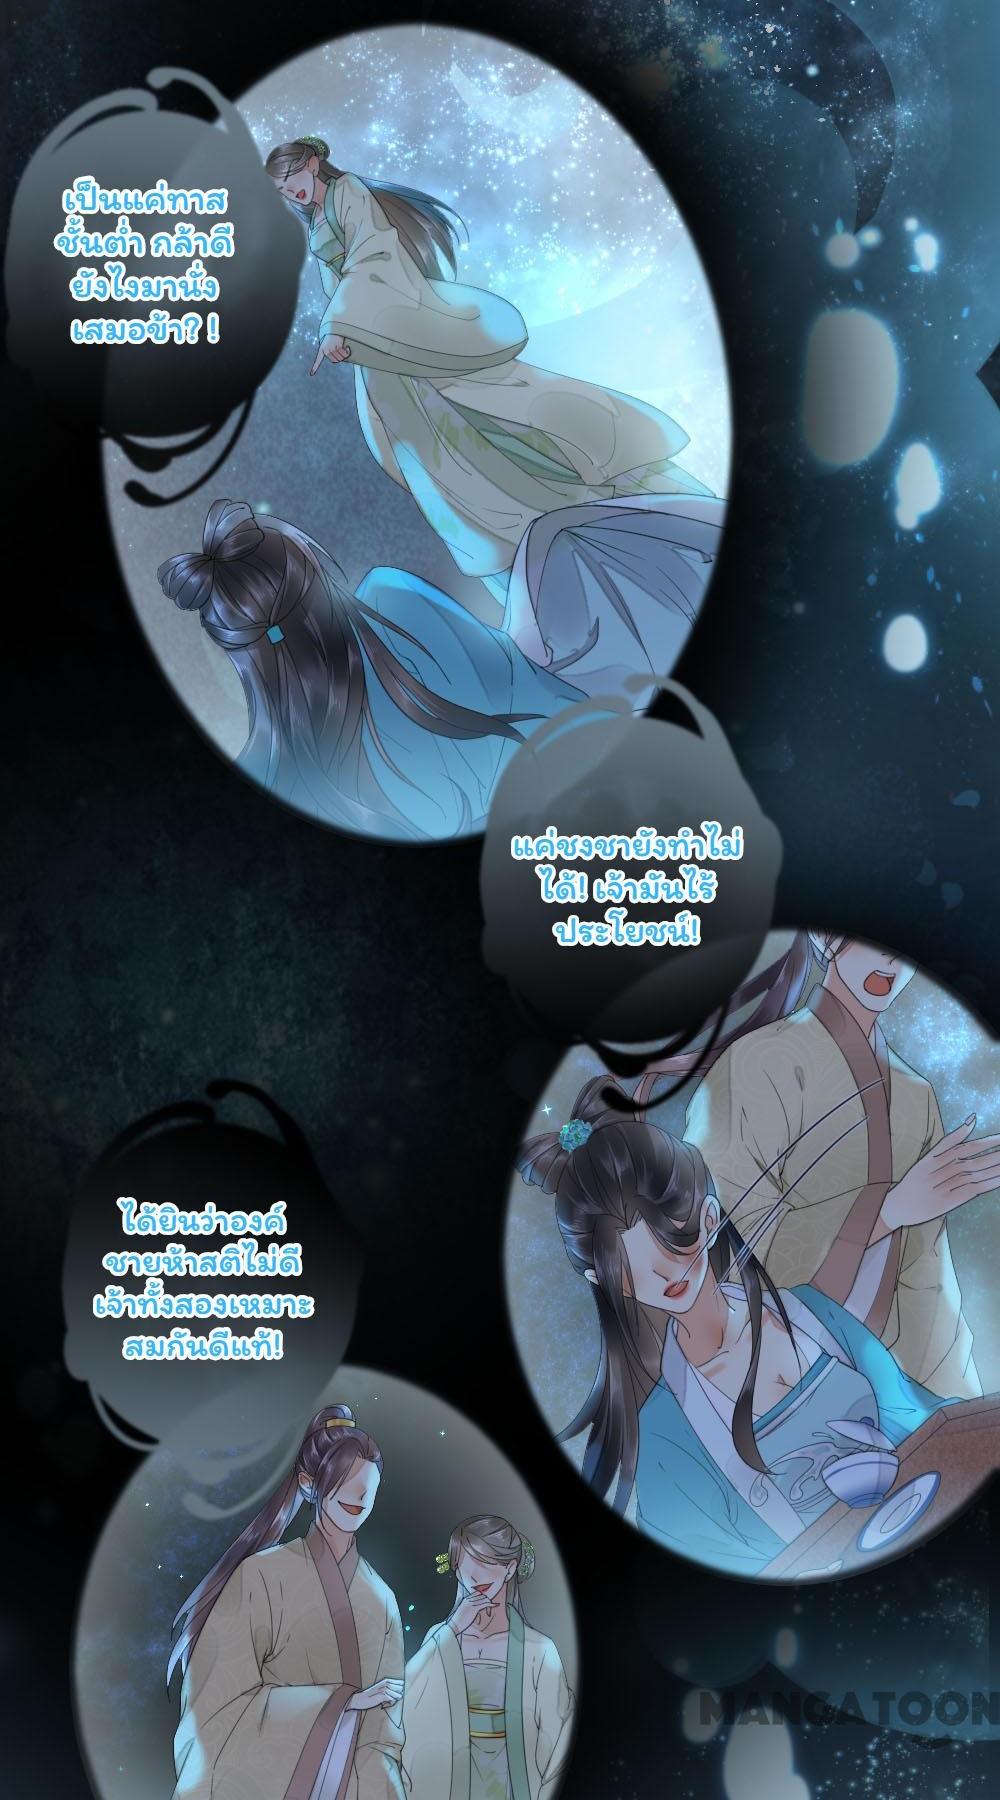 เป็นแค่ทาส
ชั้นต่ำ กล้าดี
ยังไงมานั่ง
เสมอข้า?!
แค่ชงชายังทำไม่
ได้! เจ้ามันไร้
ประโยชน์!
ได้ยินว่าองค์
ชายห้าสติไม่ดี
เจ้าทั้งสองเหมาะ
สมกันดีแท้!
MANGATOON